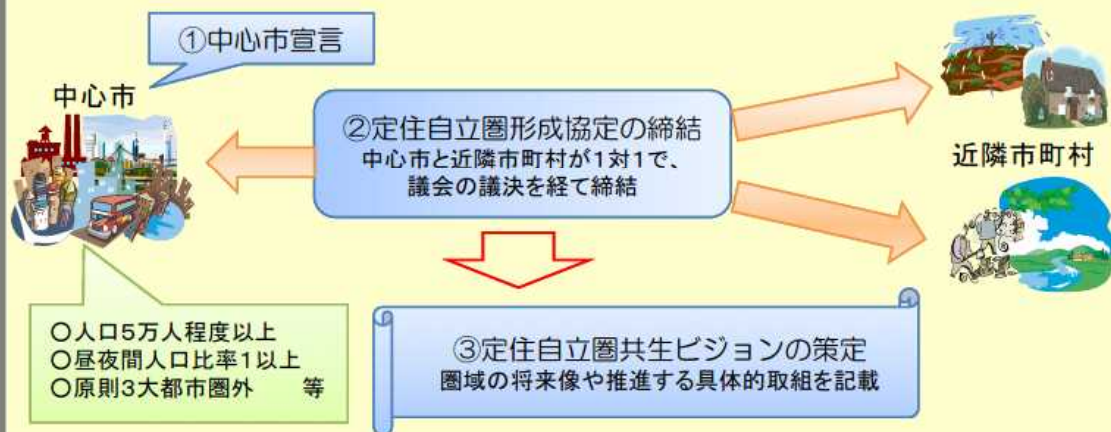 ①中心市宣言
中心市
②定住自立圏形成協定の締結
中心市と近隣市町村が1対1で、
議会の議決を経て締結
近隣市町村
○人口5万人程度以上
○昼夜間人口比率1以上
○原則3大都市圏外　　等
③定住自立圏共生ビジョンの策定
圏域の将来像や推進する具体的取組を記載